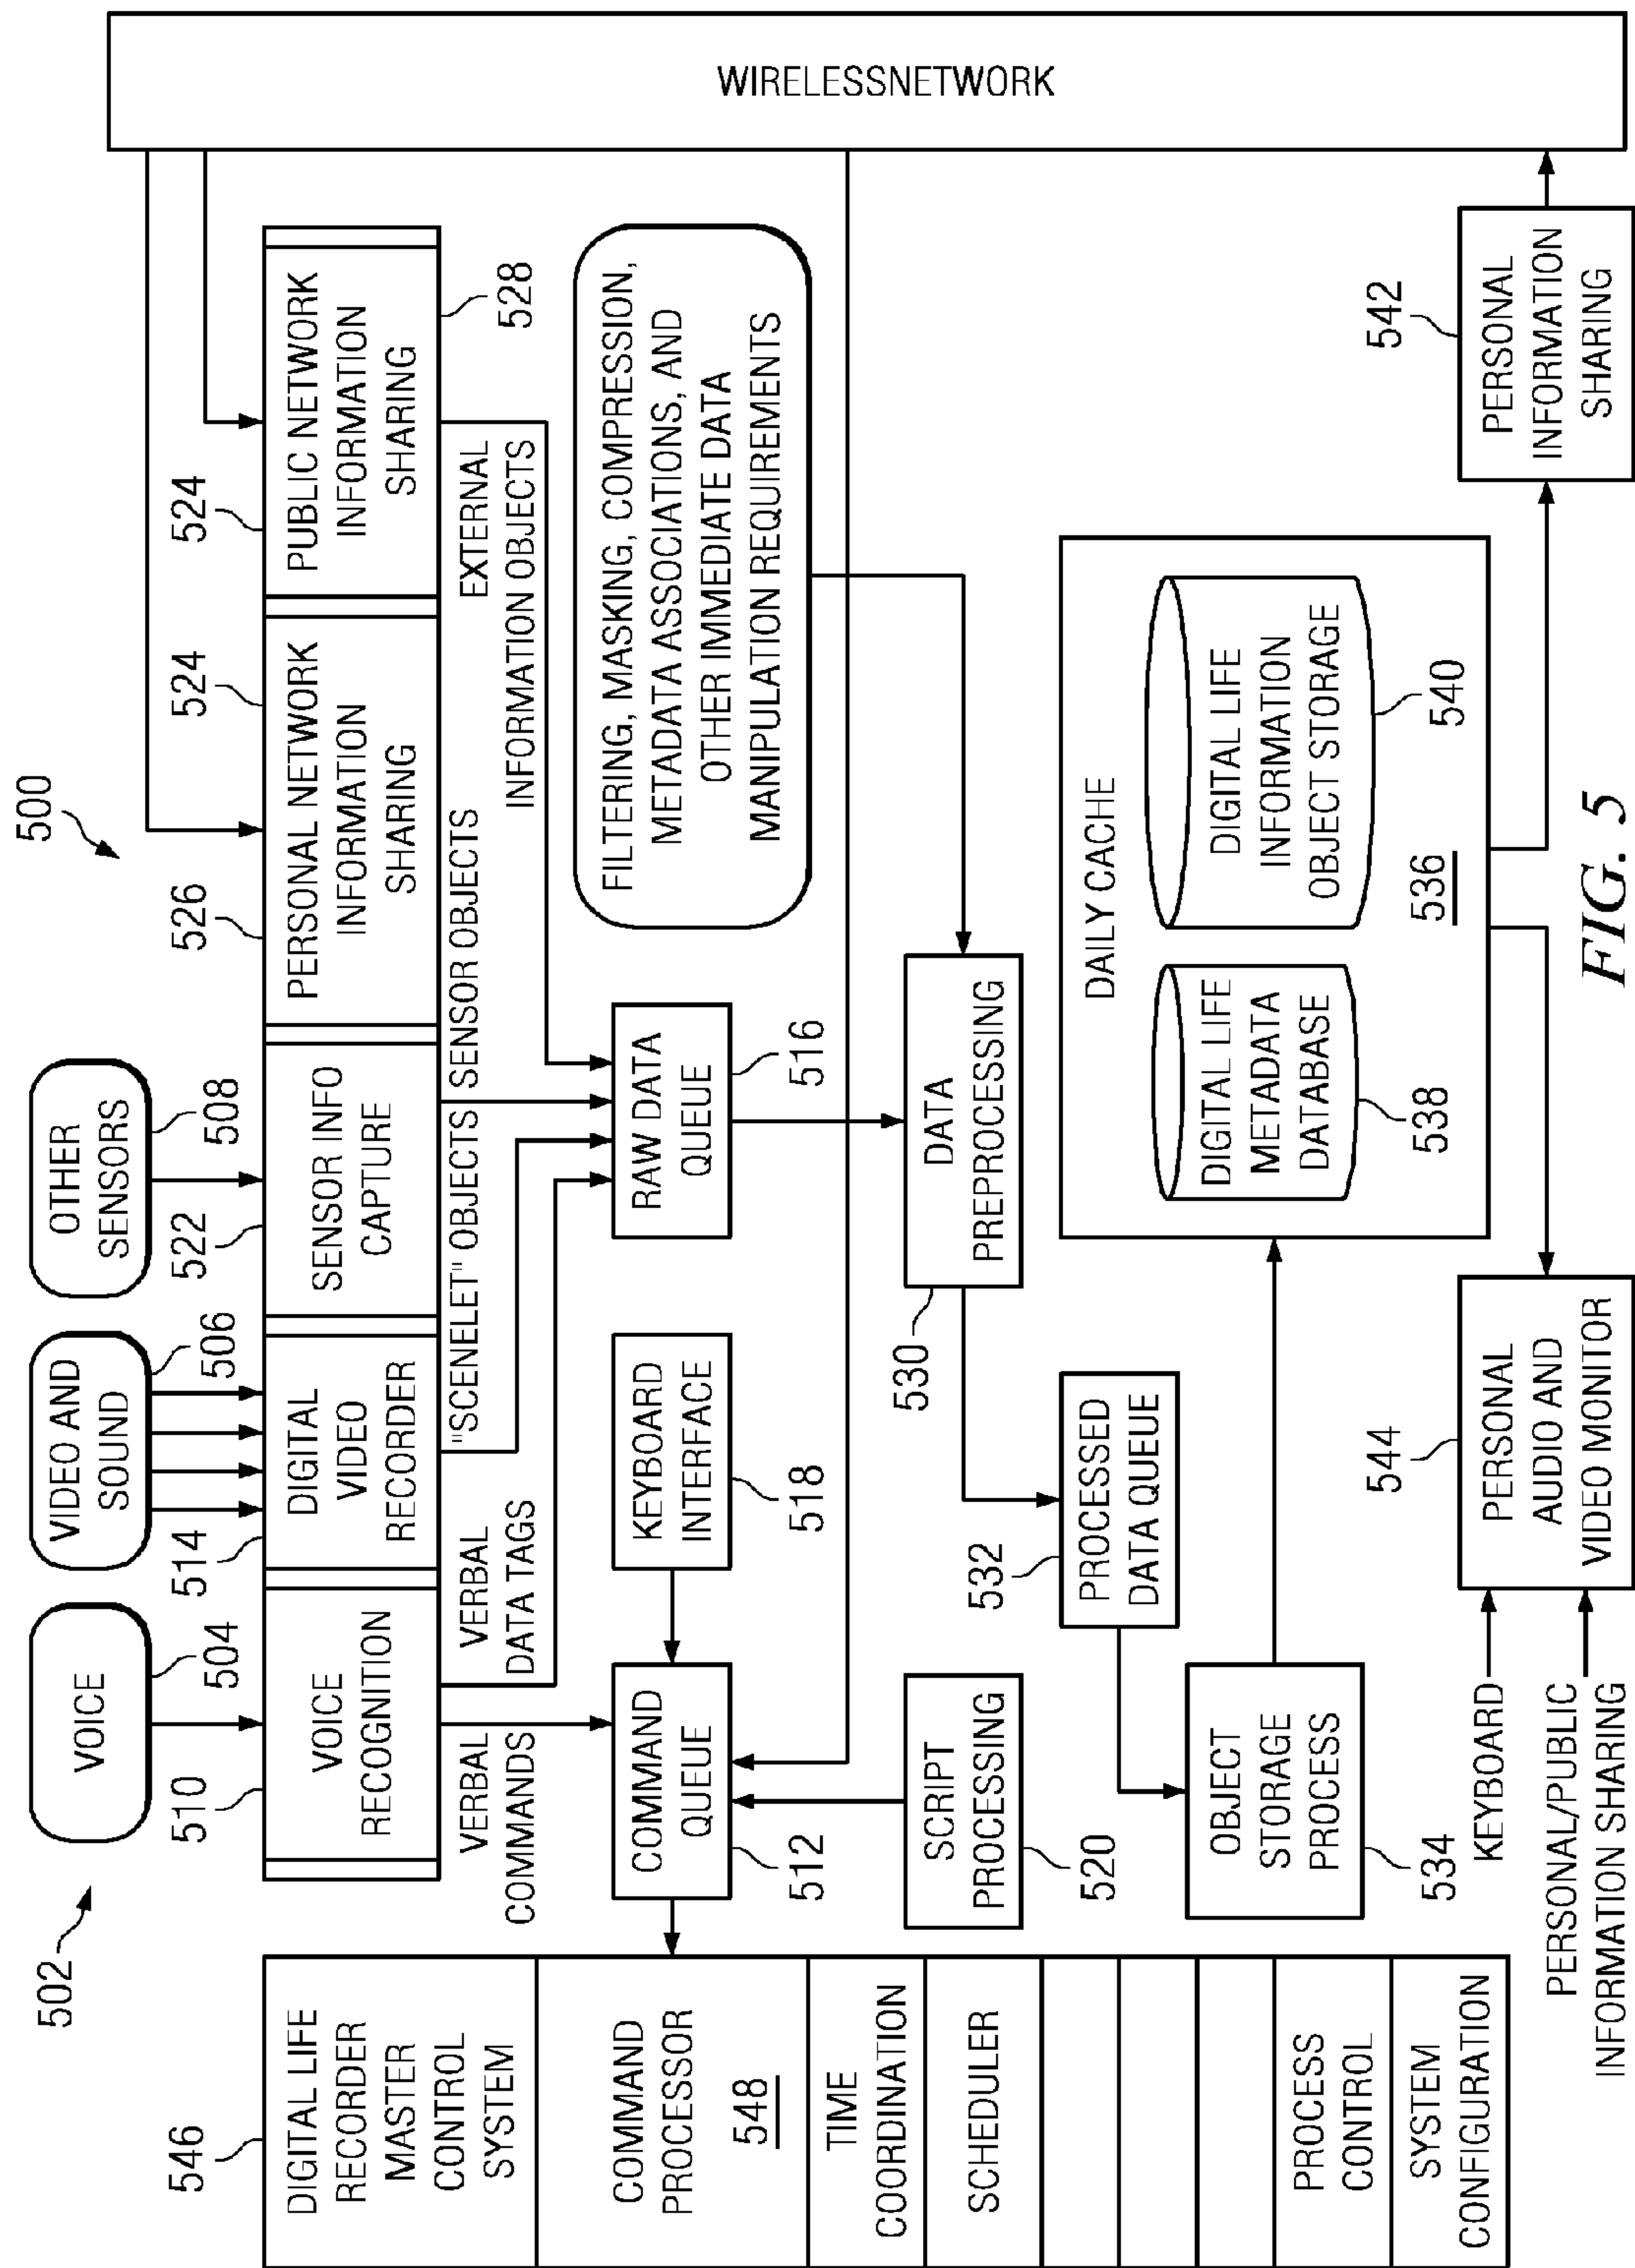 500
502
VOICE
504
VIDEO AND
SOUND
506
OTHER
SENSORS
508
546
DIGITAL LIFE
RECORDER
MASTER
CONTROL
SYSTEM
COMMAND
PROCESSOR
548
TIME
COORDINATION
SCHEDULER
PROCESS
CONTROL
SYSTEM
CONFIGURATION
510
VOICE
RECOGNITION
514
DIGITAL
VIDEO
RECORDER
522
SENSOR INFO
CAPTURE
526
PERSONAL NETWORK
INFORMATION
SHARING
524
PUBLIC NETWORK
INFORMATION
SHARING
524
528
VERBAL
COMMANDS
VERBAL
DATA TAGS
"SCENELET" OBJECTS
SENSOR OBJECTS
EXTERNAL
INFORMATION OBJECTS
COMMAND
QUEUE
512
KEYBOARD
INTERFACE
518
RAW DATA
QUEUE
516
FILTERING, MASKING, COMPRESSION,
METADATA ASSOCIATIONS, AND
OTHER IMMEDIATE DATA
MANIPULATION REQUIREMENTS
SCRIPT
PROCESSING
520
DATA
PREPROCESSING
530
PROCESSED
DATA QUEUE
532
OBJECT
STORAGE
PROCESS
534
DAILY CACHE
DIGITAL LIFE
METADATA
DATABASE
538
DIGITAL LIFE
INFORMATION
OBJECT STORAGE
540
536
KEYBOARD
PERSONAL/PUBLIC
INFORMATION SHARING
544
PERSONAL
AUDIO AND
VIDEO MONITOR
542
PERSONAL
INFORMATION
SHARING
WIRELESSNETWORK
FIG. 5